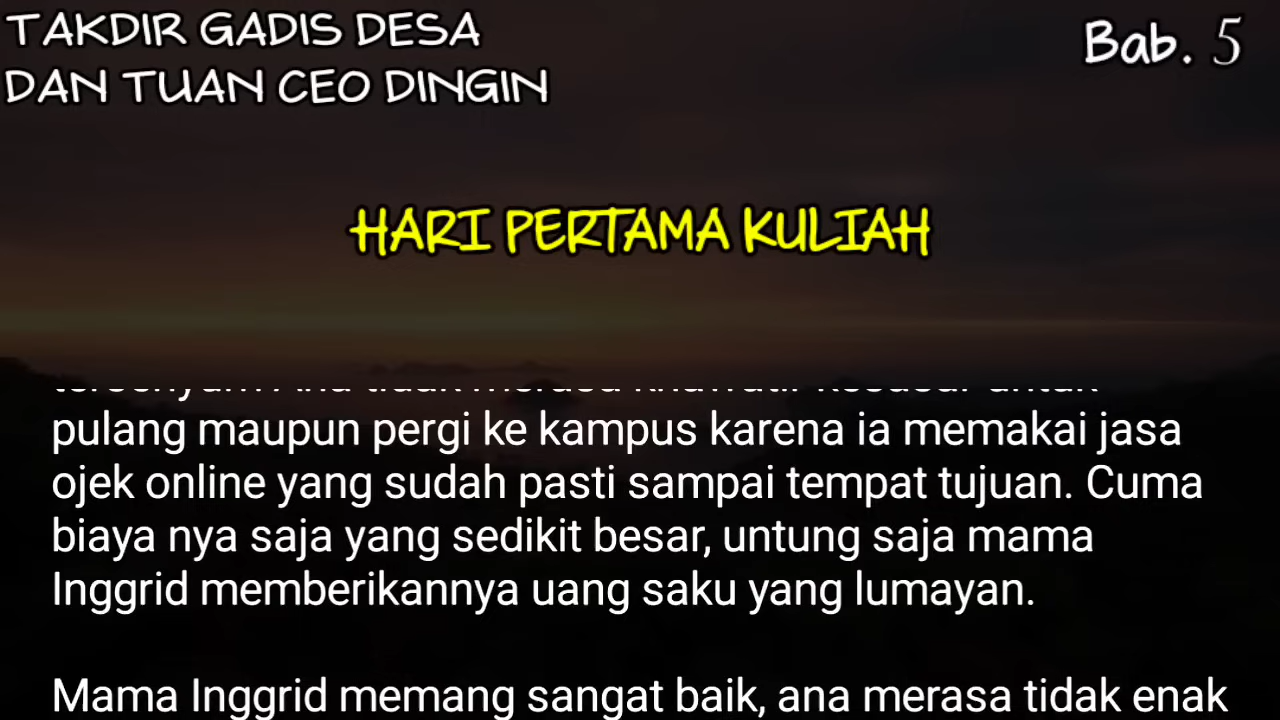 TAKDIR GADIS DESA
DAN TUAN CEO DINGIN
Bab. 5
HARI PERTAMA KULIAH
pulang maupun pergi ke kampus karena ia memakai jasa
ojek online yang sudah pasti sampai tempat tujuan. Cuma
biaya nya saja yang sedikit besar, untung saja mama
Inggrid memberikannya uang saku yang lumayan.
Mama Inggrid memang sangat baik, ana merasa tidak enak